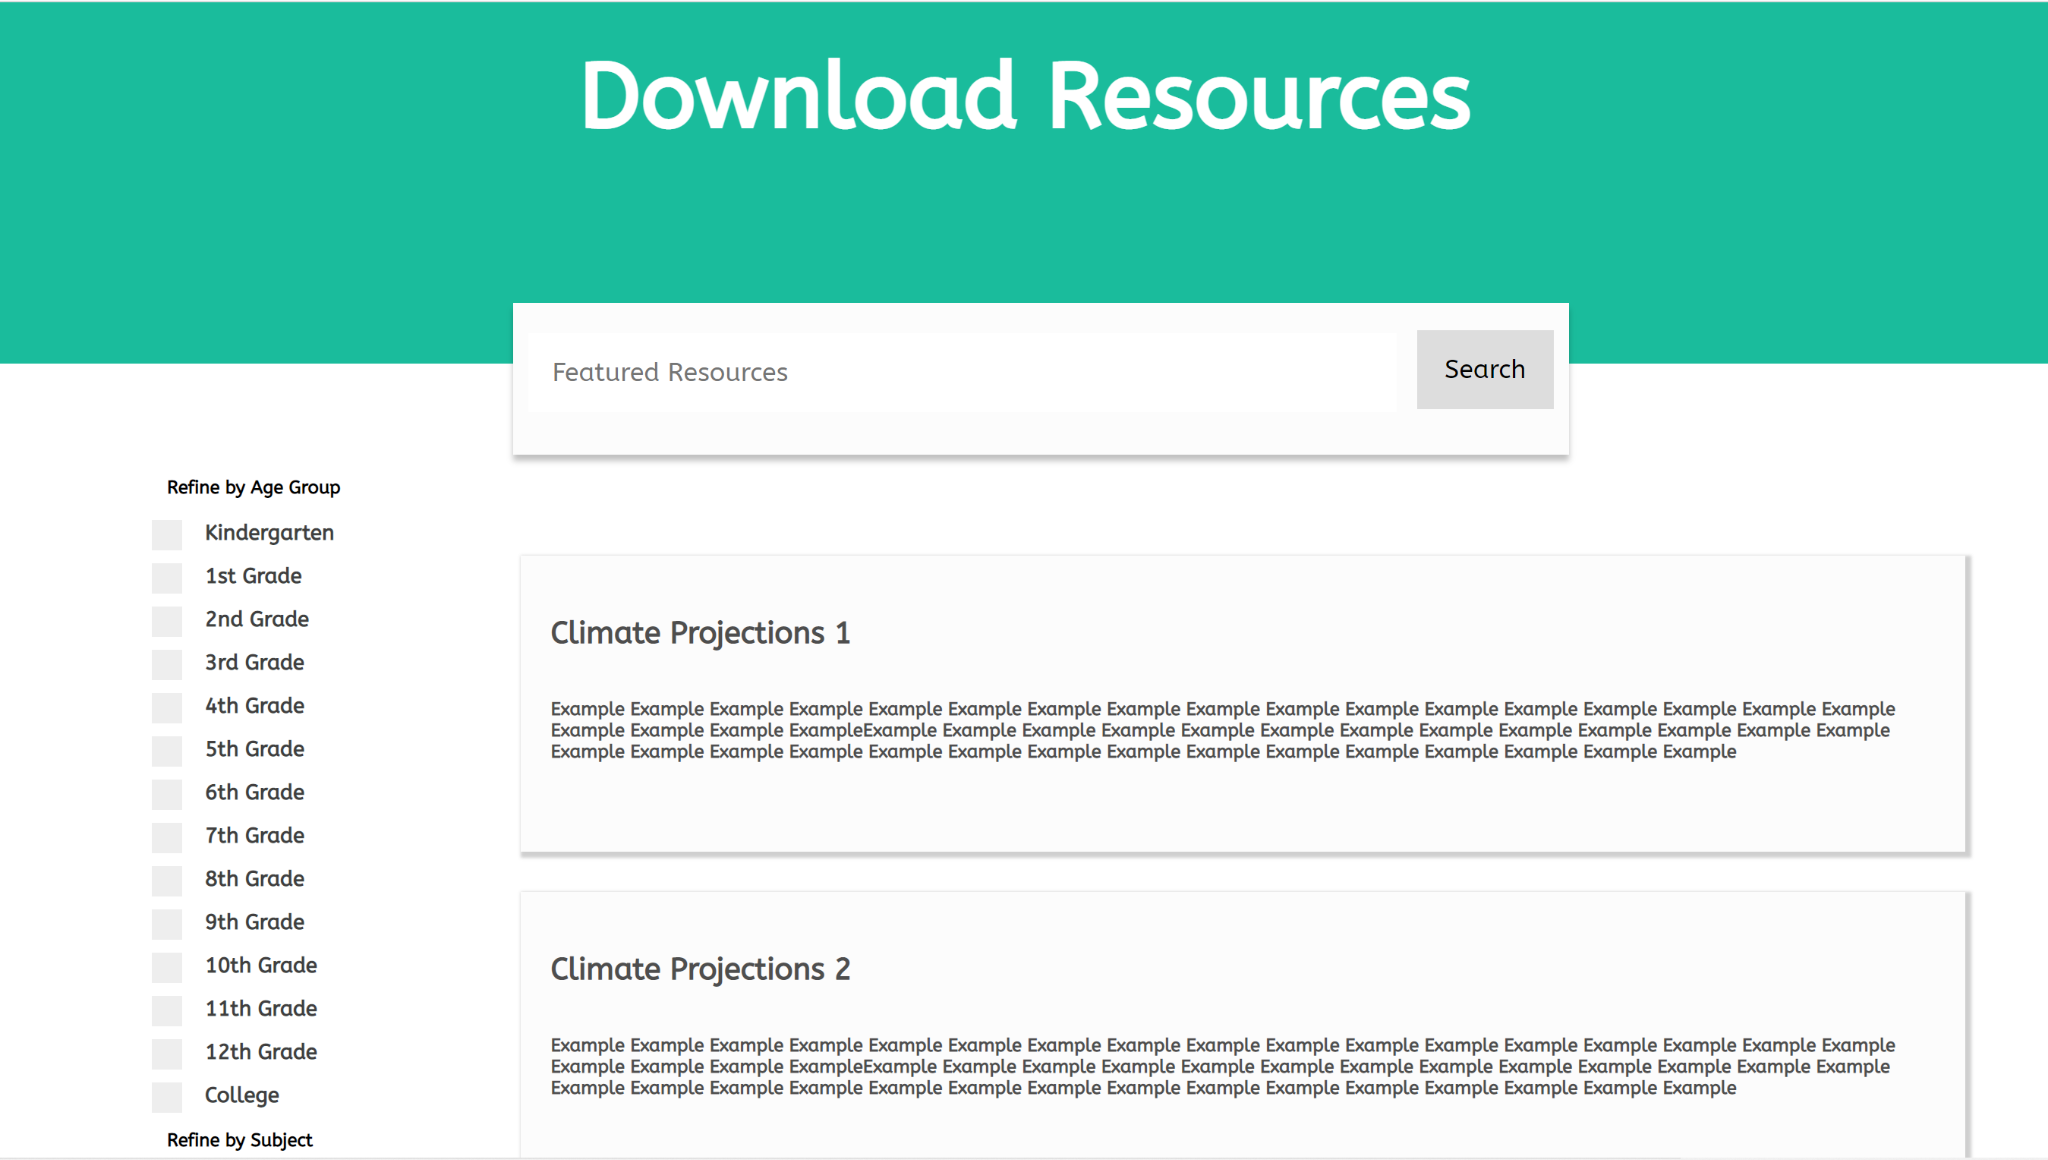 Download Resources
Featured Resources
Search
Refine by Age Group
Kindergarten
1st Grade
2nd Grade
3rd Grade
4th Grade
5th Grade
6th Grade
7th Grade
8th Grade
9th Grade
10th Grade
11th Grade
12th Grade
College
Refine by Subject
Climate Projections 1
Example Example Example Example Example Example Example Example Example Example Example Example Example Example Example Example Example
Example Example Example ExampleExample Example Example Example Example Example Example Example Example Example Example Example Example
Example Example Example Example Example Example Example Example Example Example Example Example Example Example Example
Climate Projections 2
Example Example Example Example Example Example Example Example Example Example Example Example Example Example Example Example Example
Example Example Example ExampleExample Example Example Example Example Example Example Example Example Example Example Example Example
Example Example Example Example Example Example Example Example Example Example Example Example Example Example Example